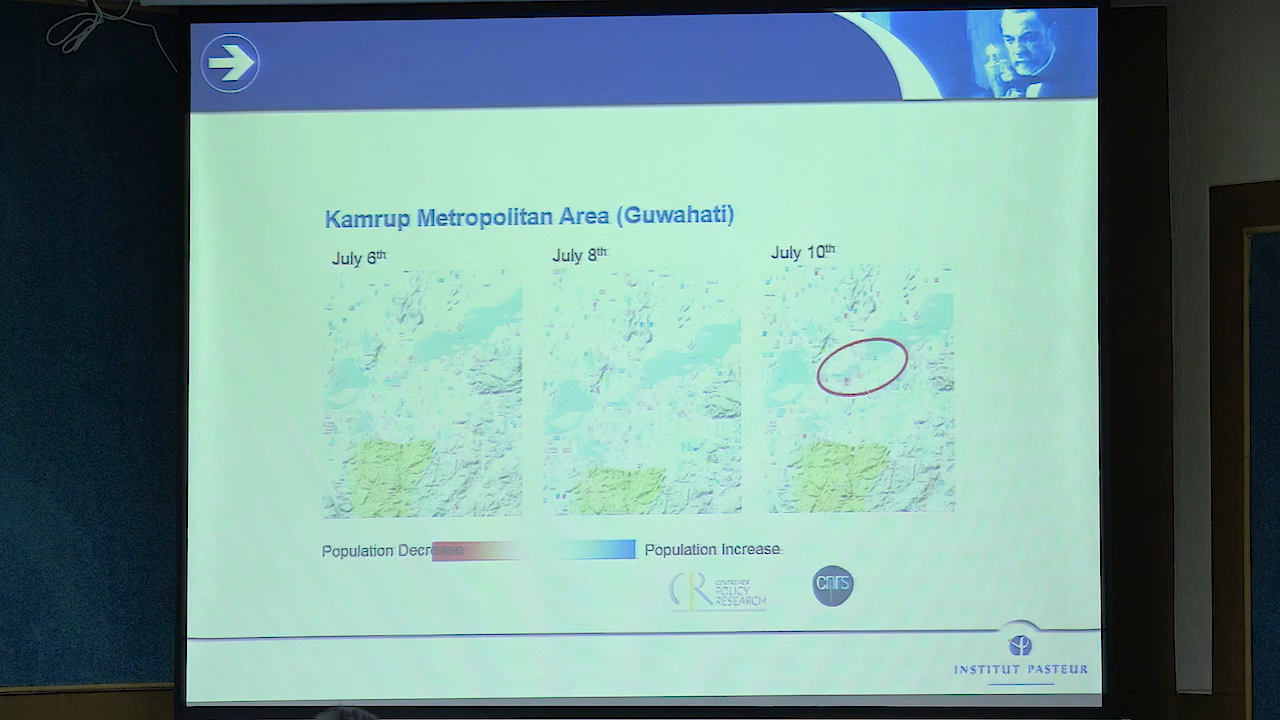 Kamrup Metropolitan Area (Guwahati)
July 6th
July 8th
July 10th
Population Decrease
Population Increase
CENTRE FOR
POLICY
RESEARCH
cnrs
INSTITUT PASTEUR